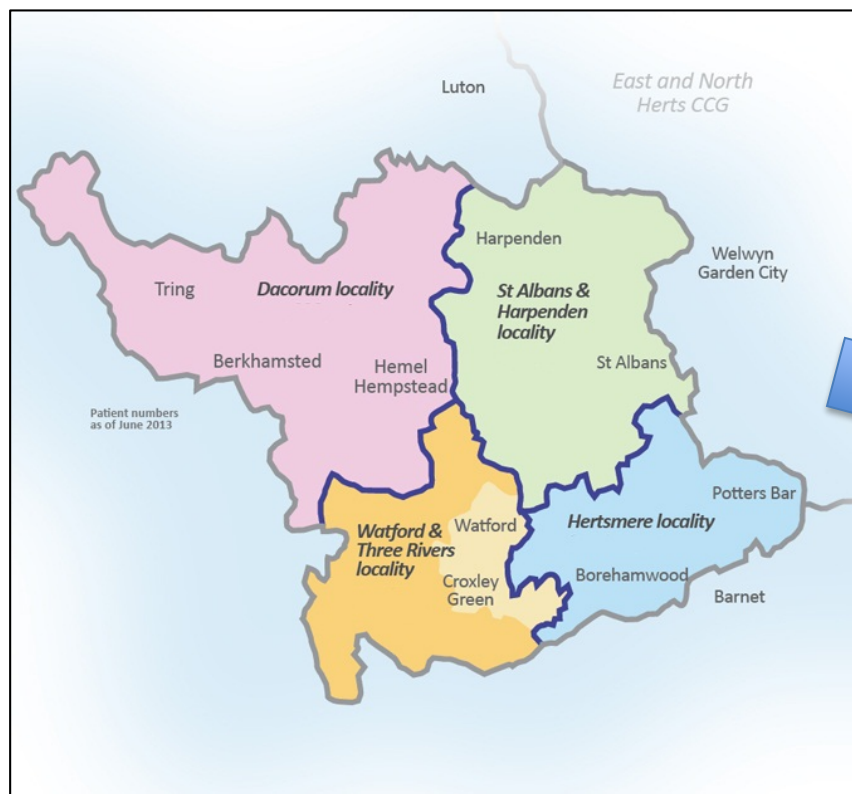 Luton
East and North
Herts CCG
Harpenden
Welwyn
Garden City
Tring
Dacorum locality
St Albans &
Harpenden
locality
Berkhamsted
Hemel
Hempstead
St Albans
Patient numbers
as of June 2013
Potters Bar
Watford &
Three Rivers
locality
Watford
Hertsmere locality
Croxley
Green
Borehamwood
Barnet